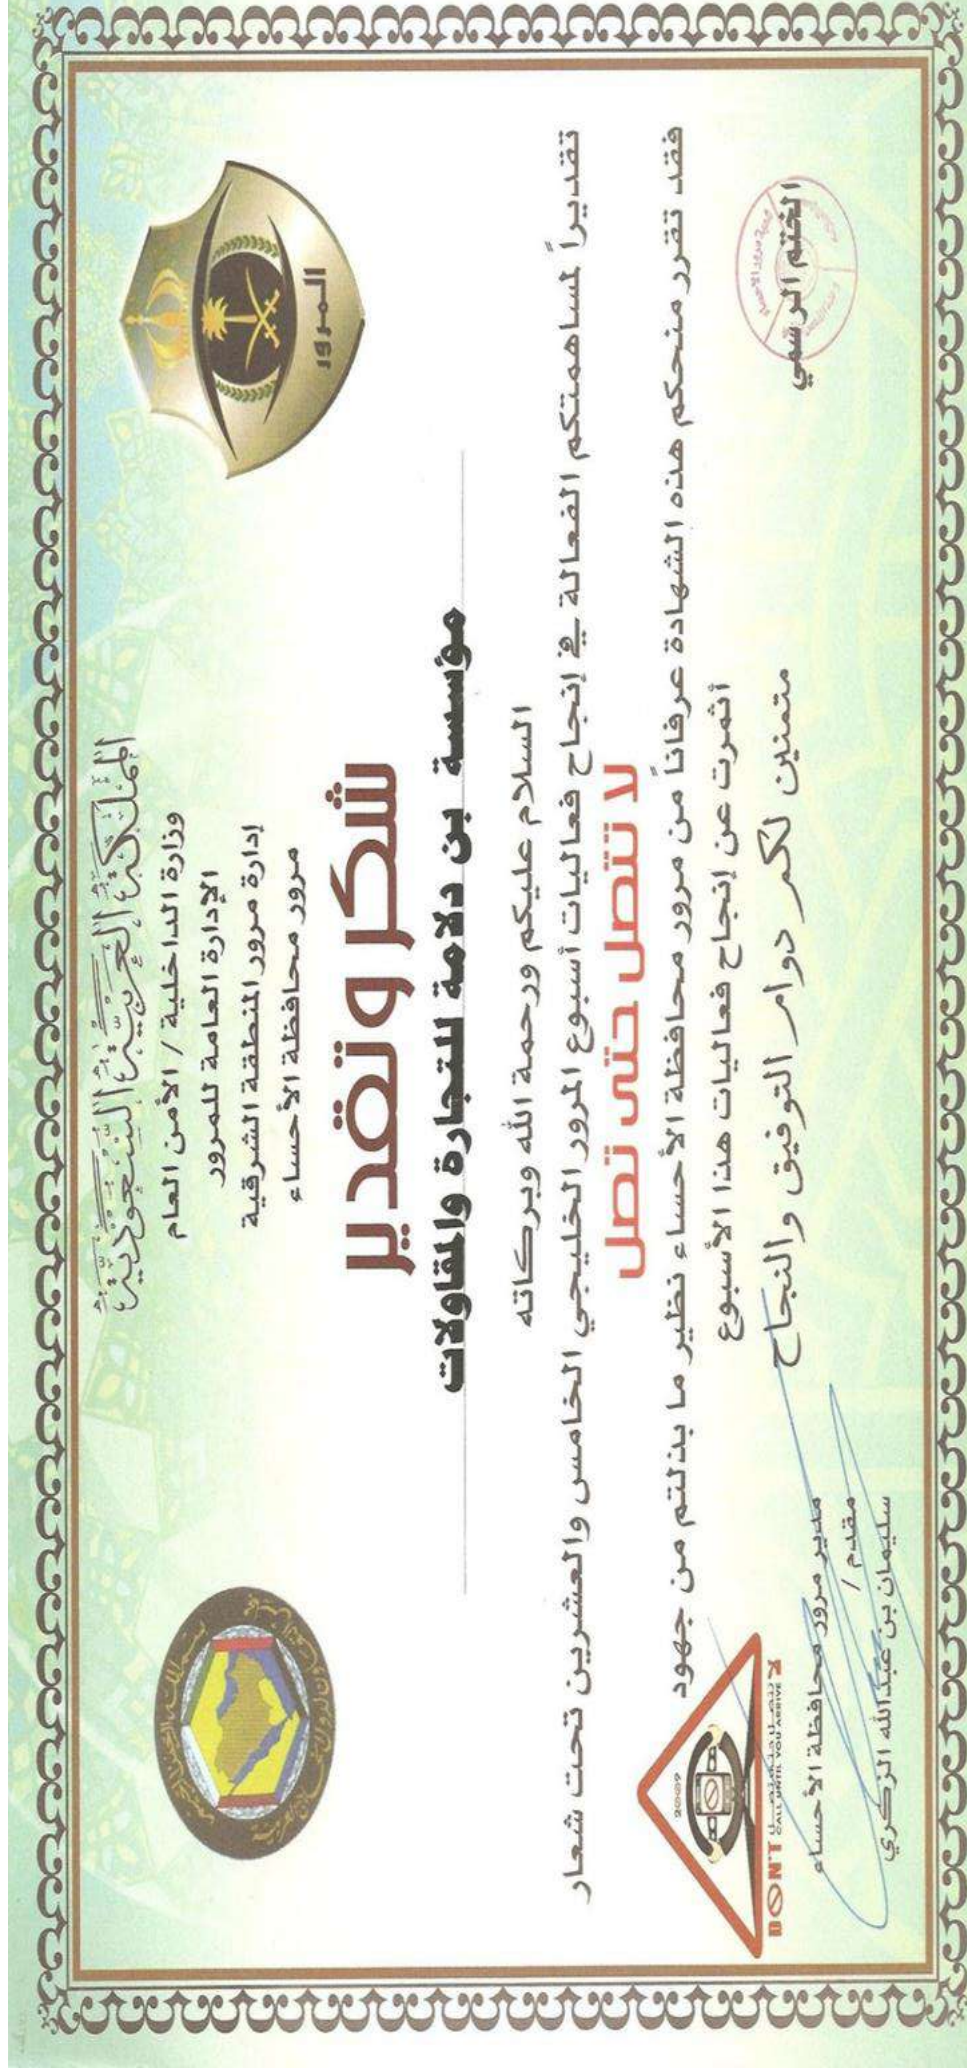 المملكة العربية السعودية
وزارة الداخلية / الأمن العام
الإدارة العامة للمرور
إدارة مرور المنطقة الشرقية
مرور محافظة الأحساء
المرور
شكر وتقدير
مؤسسة بن دلامة للتجارة والمقاولات
السلام عليكم ورحمة الله وبركاته
تقديراً لمساهمتكم الفعالة في إنجاح فعاليات أسبوع المرور الخليجي الخامس والعشرين تحت شعار
لا تتصل حتى تصل
فقد تقرر منحكم هذه الشهادة عرفاناً من مرور محافظة الأحساء نظير ما بذلتم من جهود
أثمرت عن إنجاح فعاليات هذا الأسبوع
متمنين لكم دوام التوفيق والنجاح
الختم الرسمي
2009
لا تتصل حتى تصل
DON'T CALL UNTIL YOU ARRIVE
مدير مرور محافظة الأحساء
مقدم /
سليمان بن عبدالله الزكري